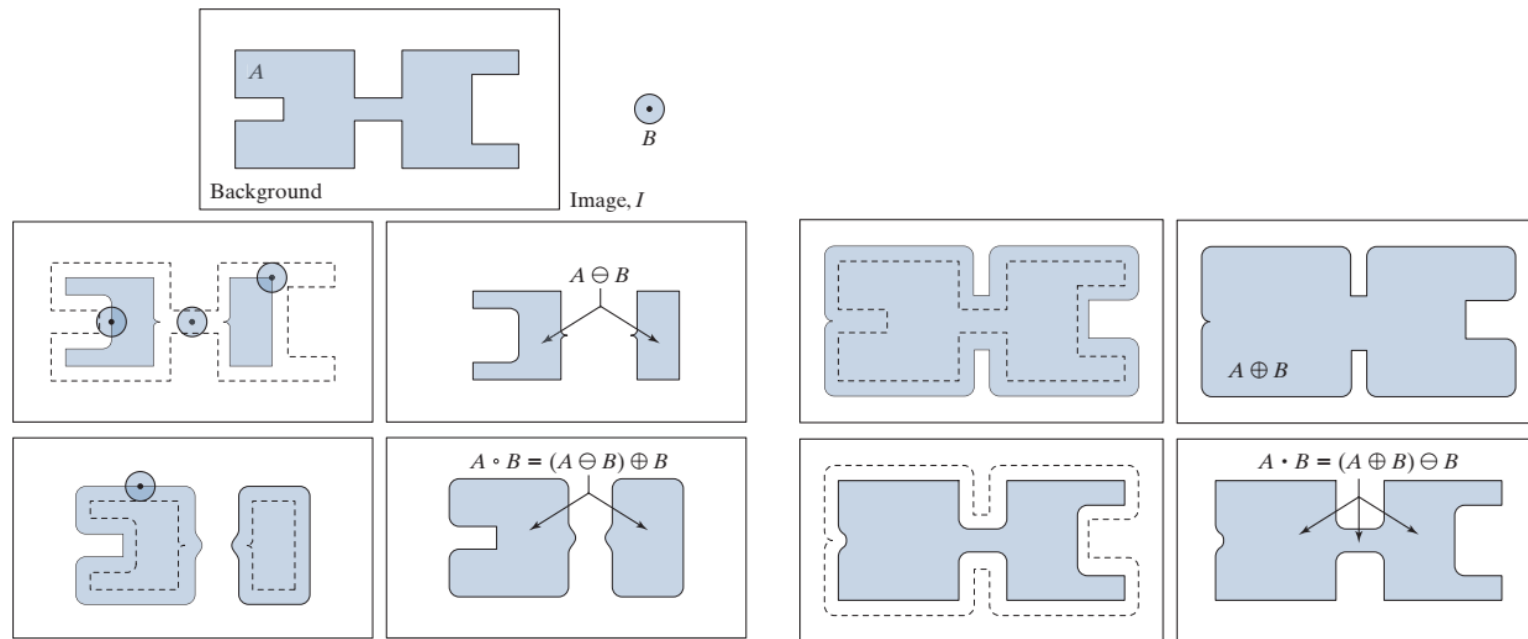 A
B
Background
Image, I
A ⊖ B
A ⊕ B
A ∘ B = (A ⊖ B) ⊕ B
A • B = (A ⊕ B) ⊖ B